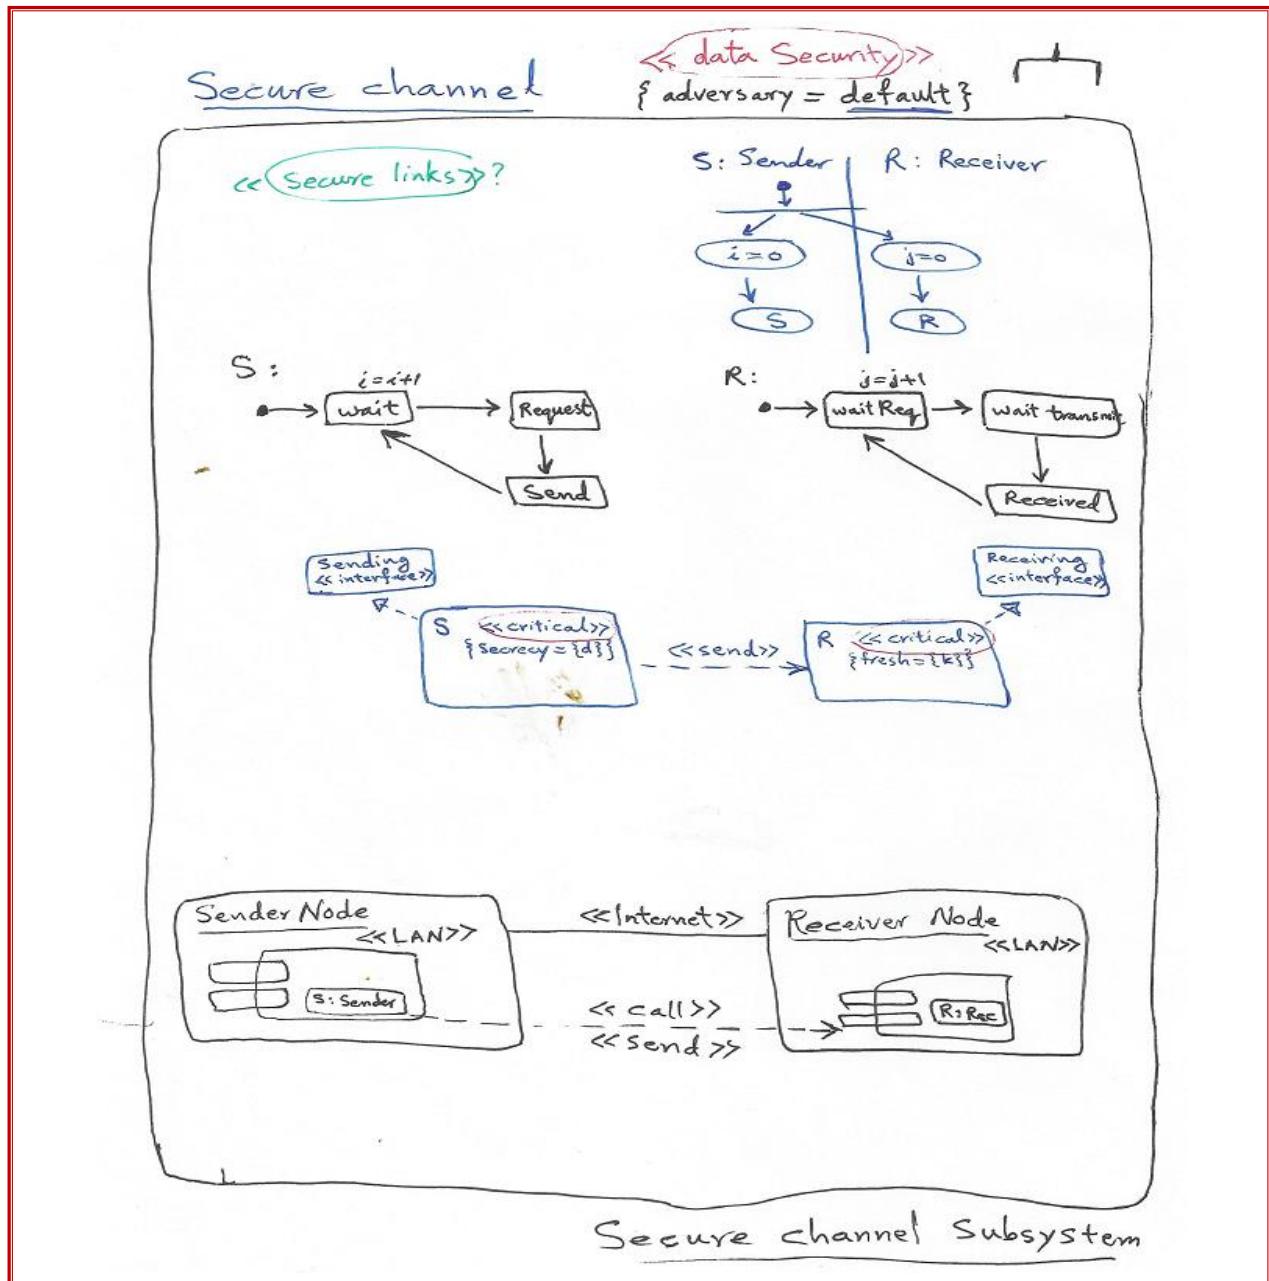 Secure channel
<< data Security >>
{ adversary = default }
<< Secure links >> ?
S: Sender
R: Receiver
i=0
j=0
S
R
S:
i=i+1
wait
Request
Send
R:
j=j+1
wait Req
wait transmit
Received
Sending
<<interface>>
Receiving
<<interface>>
S <<critical>>
{Secrecy={d}}
<<send>>
R <<critical>>
{fresh={k}}
Sender Node
<<LAN>>
S: Sender
<<Internet>>
<< call >>
<< Send >>
Receiver Node
<<LAN>>
R: Rec
Secure channel Subsystem